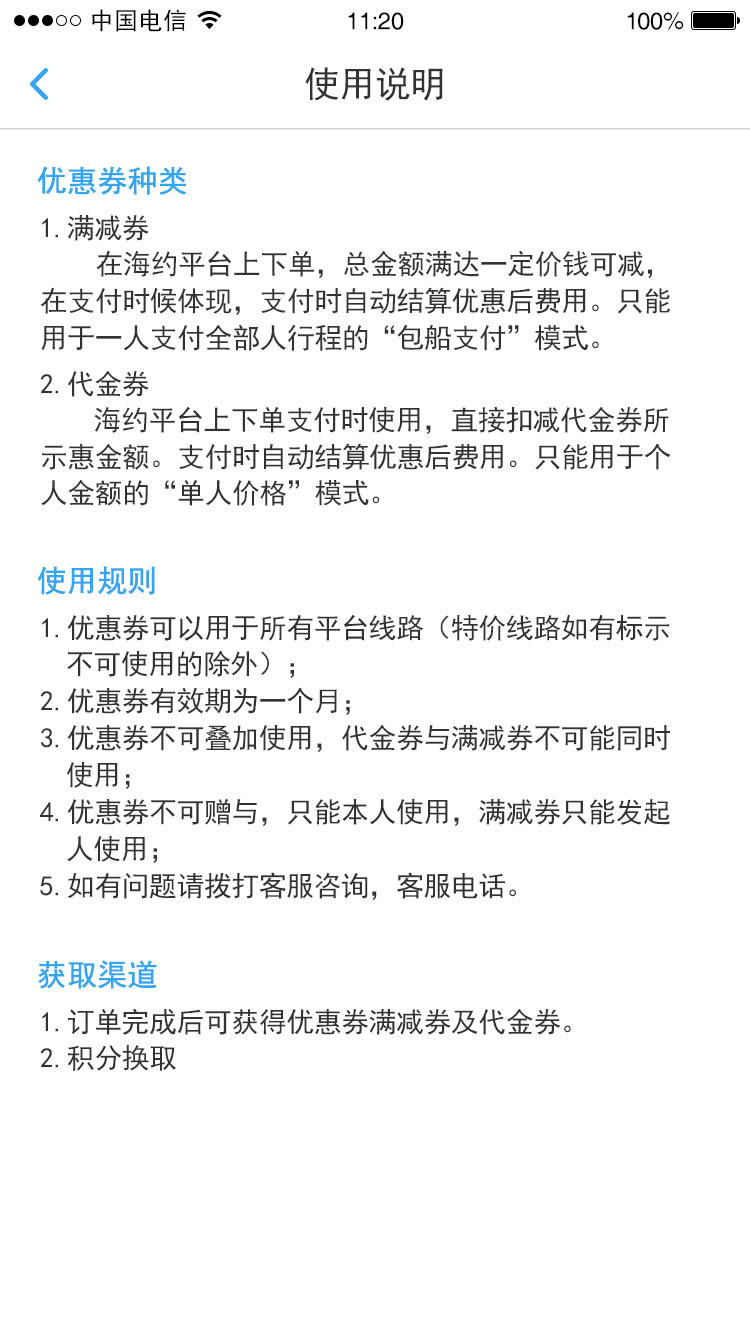 中国电信 11:20 100%
使用说明
优惠券种类
1. 满减券
在海约平台上下单，总金额满达一定价钱可减，
在支付时候体现，支付时自动结算优惠后费用。只能
用于一人支付全部人行程的“包船支付”模式。
2. 代金券
海约平台上下单支付时使用，直接扣减代金券所
示惠金额。支付时自动结算优惠后费用。只能用于个
人金额的“单人价格”模式。
使用规则
1. 优惠券可以用于所有平台线路（特价线路如有标示
不可使用的除外）；
2. 优惠券有效期为一个月；
3. 优惠券不可叠加使用，代金券与满减券不可能同时
使用；
4. 优惠券不可赠与，只能本人使用，满减券只能发起
人使用；
5. 如有问题请拨打客服咨询，客服电话。
获取渠道
1. 订单完成后可获得优惠券满减券及代金券。
2. 积分换取